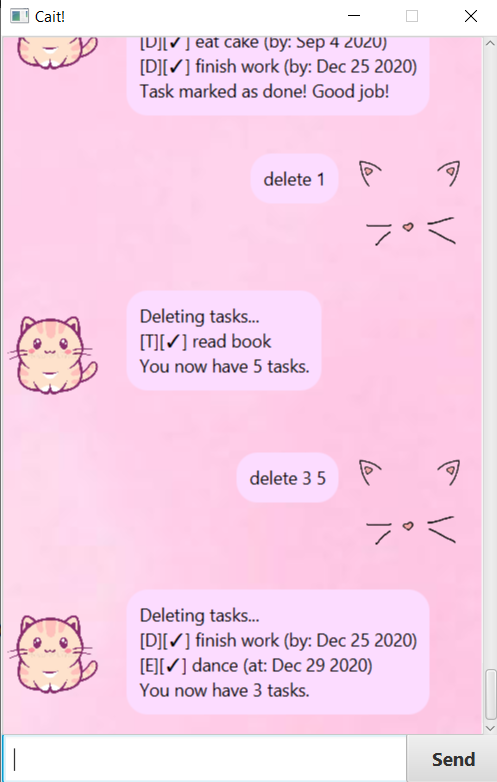 Cait!
[D][✓] eat cake (by: Sep 4 2020)
[D][✓] finish work (by: Dec 25 2020)
Task marked as done! Good job!
delete 1
Deleting tasks...
[T][✓] read book
You now have 5 tasks.
delete 3 5
Deleting tasks...
[D][✓] finish work (by: Dec 25 2020)
[E][✓] dance (at: Dec 29 2020)
You now have 3 tasks.
Send